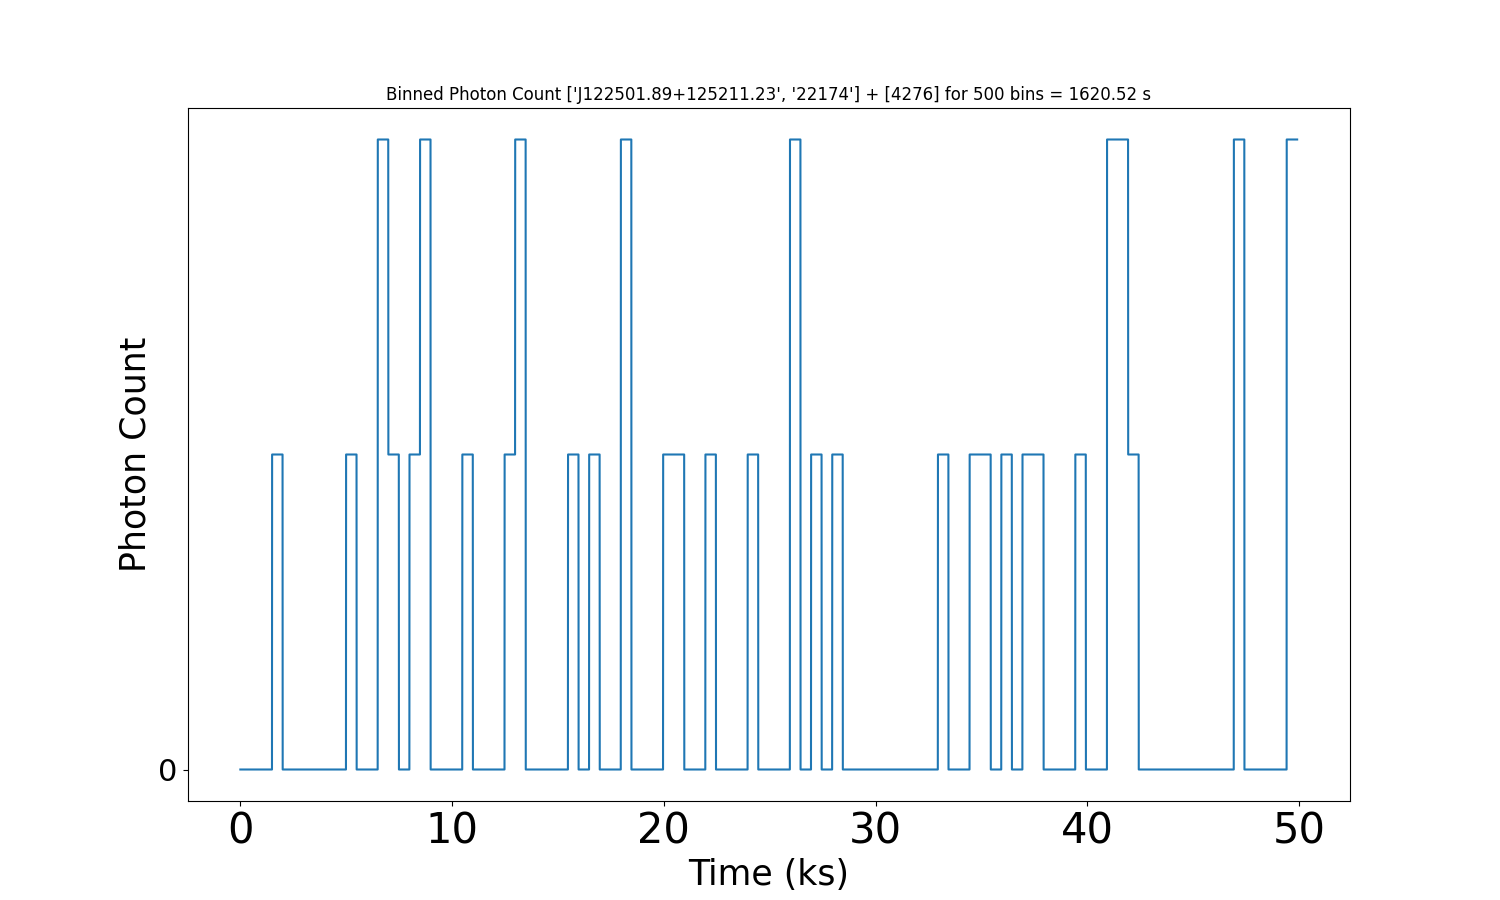 Binned Photon Count ['J122501.89+125211.23', '22174'] + [4276] for 500 bins = 1620.52 s
Photon Count
0
0 10 20 30 40 50
Time (ks)